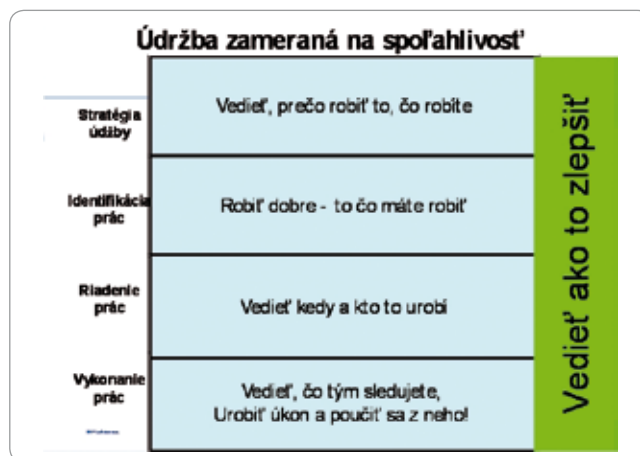 Údržba zameraná na spoľahlivosť
Stratégia
údžby
Vedieť, prečo robiť to, čo robíte
Identifikácia
prác
Robiť dobre - to čo máte robiť
Riadenie
prác
Vedieť kedy a kto to urobí
Vykonanie
prác
Vedieť, čo tým sledujete,
Urobiť úkon a poučiť sa z neho!
Vedieť ako to zlepšiť